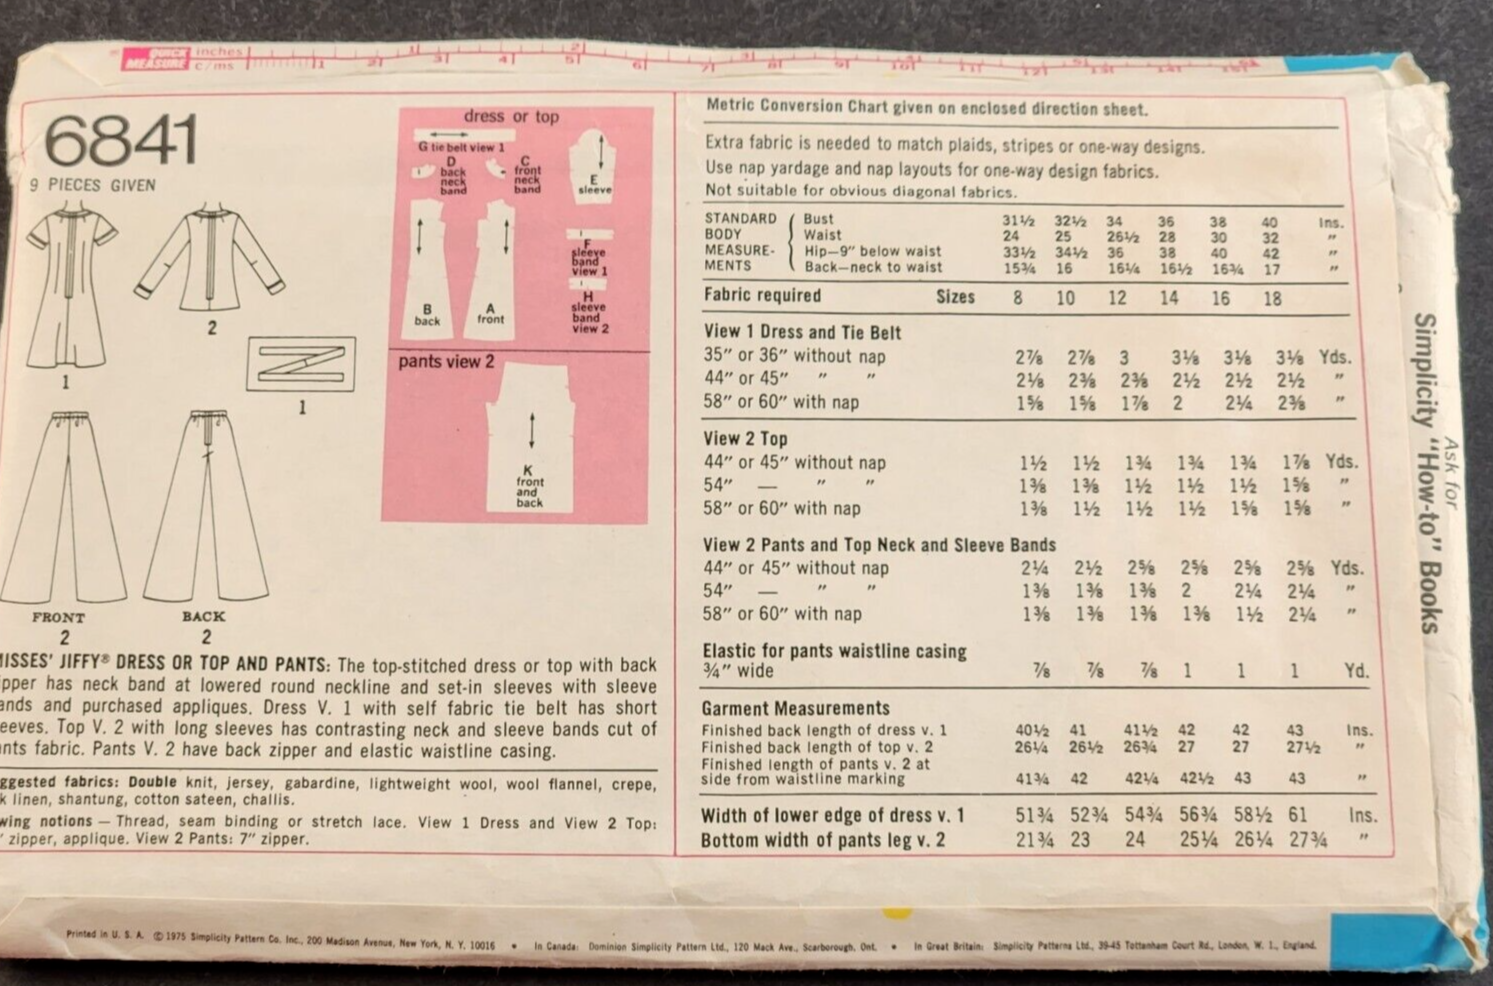 QUICK MEASURE inches 1 2 3
c/ms 1 2 3 4 5 6 7 8 9 10 11 12 13 14 15
6841
9 PIECES GIVEN
1
2
1
FRONT
2
BACK
2
dress or top
G tie belt view 1
D
back
neck
band
C
front
neck
band
E
sleeve
F
sleeve
band
view 1
H
sleeve
band
view 2
B
back
A
front
pants view 2
K
front
and
back
ISSES' JIFFY® DRESS OR TOP AND PANTS: The top-stitched dress or top with back
pper has neck band at lowered round neckline and set-in sleeves with sleeve
ands and purchased appliques. Dress V. 1 with self fabric tie belt has short
eeves. Top V. 2 with long sleeves has contrasting neck and sleeve bands cut of
nts fabric. Pants V. 2 have back zipper and elastic waistline casing.
ggested fabrics: Double knit, jersey, gabardine, lightweight wool, wool flannel, crepe,
k linen, shantung, cotton sateen, challis.
wing notions — Thread, seam binding or stretch lace. View 1 Dress and View 2 Top:
" zipper, applique. View 2 Pants: 7" zipper.
Metric Conversion Chart given on enclosed direction sheet.
Extra fabric is needed to match plaids, stripes or one-way designs.
Use nap yardage and nap layouts for one-way design fabrics.
Not suitable for obvious diagonal fabrics.
STANDARD ( Bust 31½ 32½ 34 36 38 40 Ins.
BODY Waist 24 25 26½ 28 30 32 "
MEASURE- Hip—9" below waist 33½ 34½ 36 38 40 42 "
MENTS Back—neck to waist 15¾ 16 16¼ 16½ 16¾ 17 "
Fabric required Sizes 8 10 12 14 16 18
View 1 Dress and Tie Belt
35" or 36" without nap 2⅞ 2⅞ 3 3⅛ 3⅛ 3⅛ Yds.
44" or 45" " " 2⅛ 2⅜ 2⅜ 2½ 2½ 2½ "
58" or 60" with nap 1⅝ 1⅝ 1⅞ 2 2¼ 2⅜ "
View 2 Top
44" or 45" without nap 1½ 1½ 1¾ 1¾ 1¾ 1⅞ Yds.
54" — " " 1⅜ 1⅜ 1½ 1½ 1½ 1⅝ "
58" or 60" with nap 1⅜ 1½ 1½ 1½ 1⅝ 1⅝ "
View 2 Pants and Top Neck and Sleeve Bands
44" or 45" without nap 2¼ 2½ 2⅝ 2⅝ 2⅝ 2⅝ Yds.
54" — " " 1⅜ 1⅜ 1⅜ 2 2¼ 2¼ "
58" or 60" with nap 1⅜ 1⅜ 1⅜ 1⅜ 1½ 2¼ "
Elastic for pants waistline casing
¾" wide ⅞ ⅞ ⅞ 1 1 1 Yd.
Garment Measurements
Finished back length of dress v. 1 40½ 41 41½ 42 42 43 Ins.
Finished back length of top v. 2 26¼ 26½ 26¾ 27 27 27½ "
Finished length of pants v. 2 at
side from waistline marking 41¾ 42 42¼ 42½ 43 43 "
Width of lower edge of dress v. 1 51¾ 52¾ 54¾ 56¾ 58½ 61 Ins.
Bottom width of pants leg v. 2 21¾ 23 24 25¼ 26¼ 27¾ "
Ask for
Simplicity "How-to" Books
Printed in U. S. A. © 1975 Simplicity Pattern Co. Inc., 200 Madison Avenue, New York, N. Y. 10016 • In Canada: Dominion Simplicity Pattern Ltd., 120 Mack Ave., Scarborough, Ont. • In Great Britain: Simplicity Patterns Ltd., 39-45 Tottenham Court Rd., London, W. 1., England.